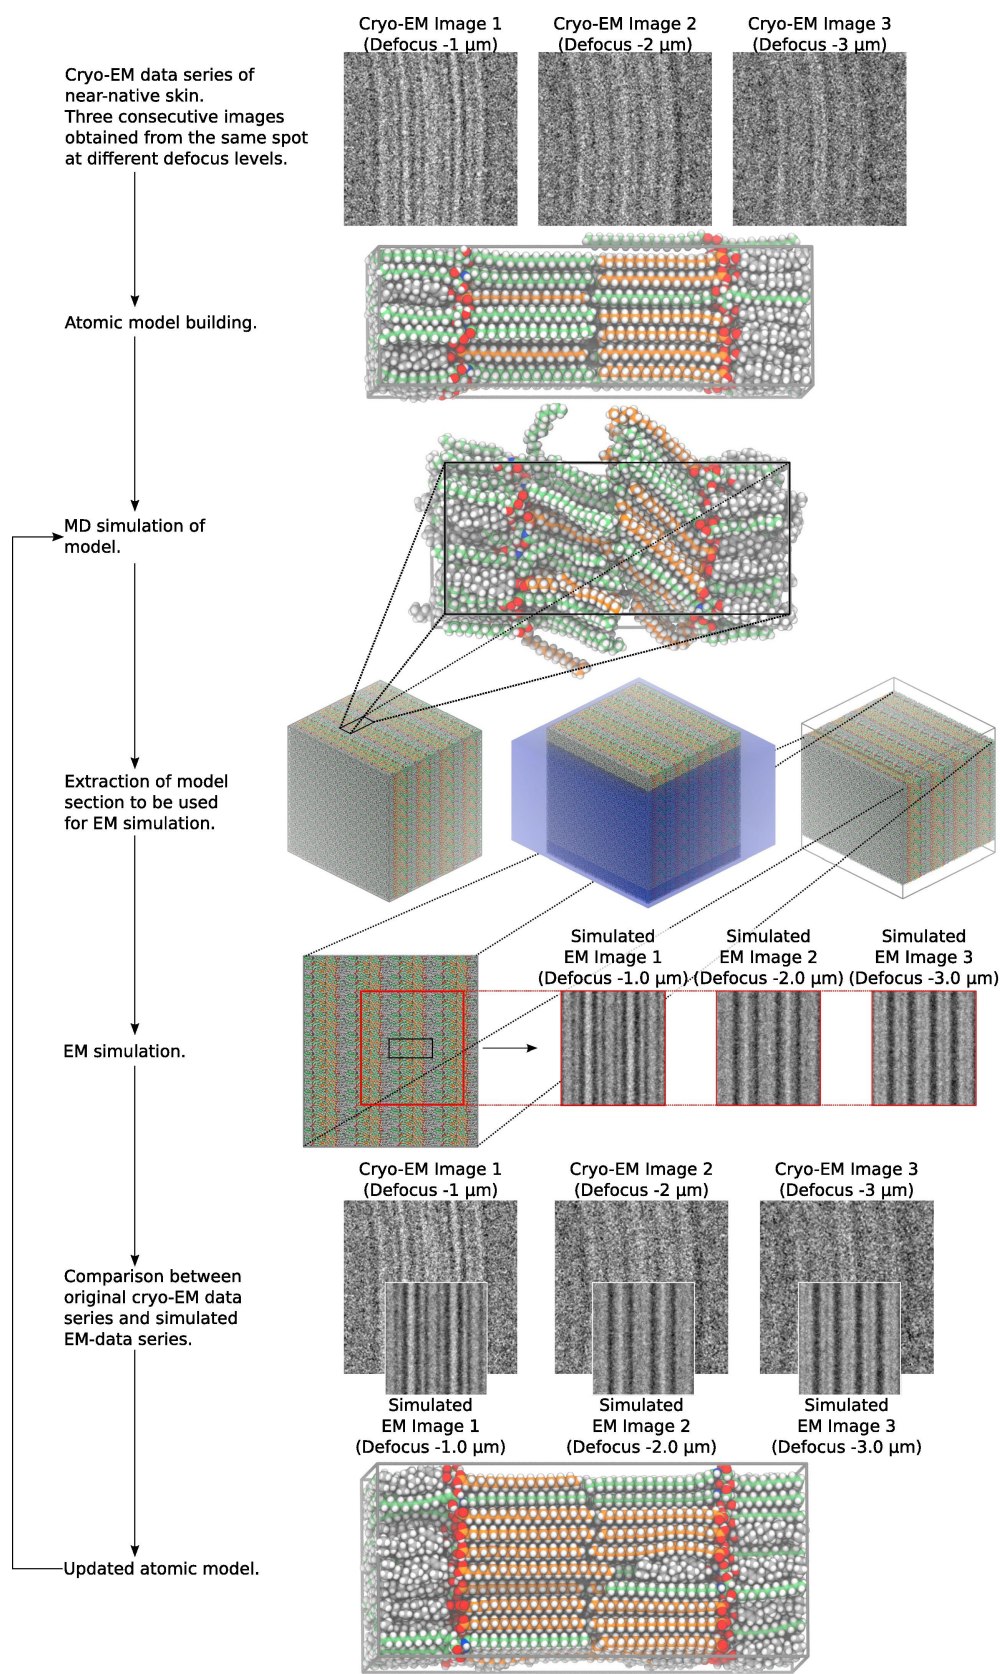 Cryo-EM Image 1
(Defocus -1 µm)
Cryo-EM Image 2
(Defocus -2 µm)
Cryo-EM Image 3
(Defocus -3 µm)
Cryo-EM data series of
near-native skin.
Three consecutive images
obtained from the same spot
at different defocus levels.
Atomic model building.
MD simulation of
model.
Extraction of model
section to be used
for EM simulation.
Simulated
EM Image 1
(Defocus -1.0 µm)
Simulated
EM Image 2
(Defocus -2.0 µm)
Simulated
EM Image 3
(Defocus -3.0 µm)
EM simulation.
Cryo-EM Image 1
(Defocus -1 µm)
Cryo-EM Image 2
(Defocus -2 µm)
Cryo-EM Image 3
(Defocus -3 µm)
Comparison between
original cryo-EM data
series and simulated
EM-data series.
Simulated
EM Image 1
(Defocus -1.0 µm)
Simulated
EM Image 2
(Defocus -2.0 µm)
Simulated
EM Image 3
(Defocus -3.0 µm)
Updated atomic model.